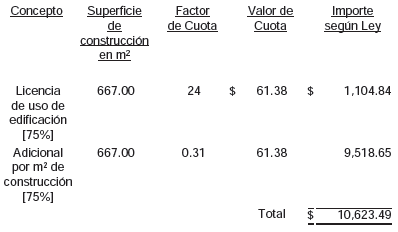 Concepto Superficie de construcción en m² Factor de Cuota Valor de Cuota Importe según Ley
Licencia de uso de edificación [75%] 667.00 24 $ 61.38 $ 1,104.84
Adicional por m² de construcción [75%] 667.00 0.31 61.38 9,518.65
Total $ 10,623.49